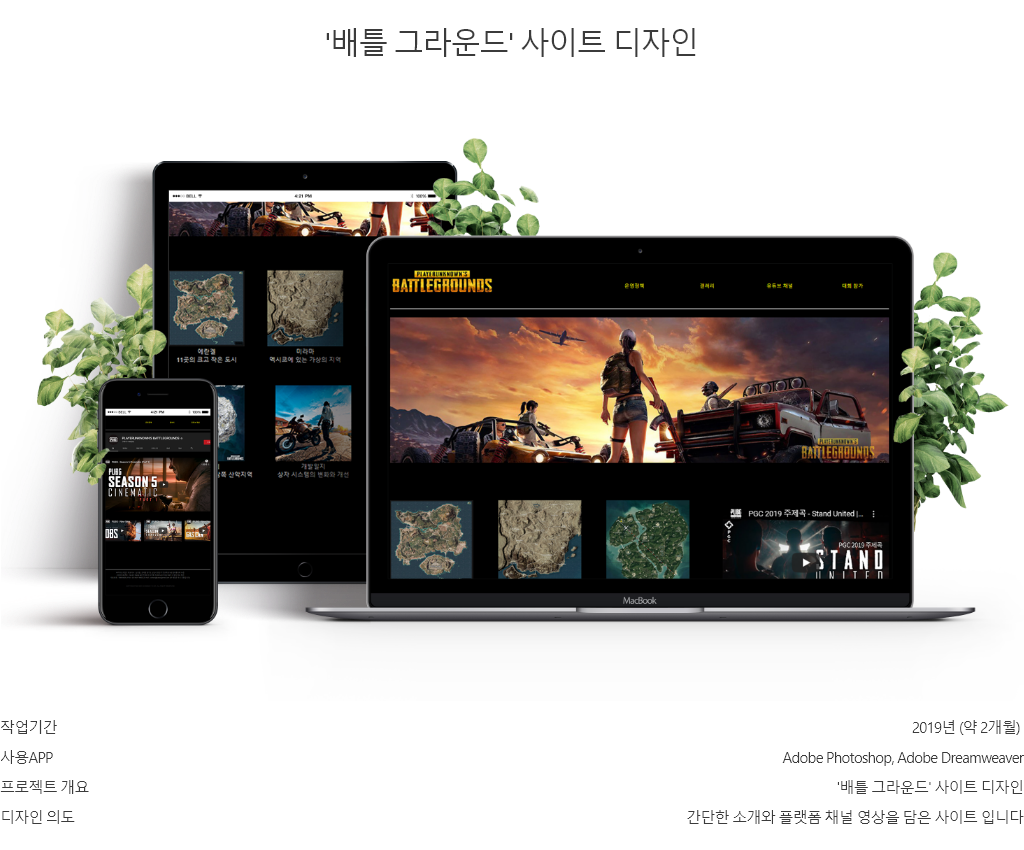 '배틀 그라운드' 사이트 디자인
●●●○○ BELL 4:21 PM 100%
에란겔
11곳의 크고 작은 도시
미라마
멕시코에 있는 가상의 지역
산악지역
개발일지
상자 시스템의 변화와 개선
4:21 PM
PLAYERUNKNOWN'S BATTLEGROUNDS
PUBG
SEASON 5
CINEMATIC
PLAYERUNKNOWN'S
BATTLEGROUNDS
운영정책 갤러리 유튜브 채널 대회 참가
PLAYERUNKNOWN'S
BATTLEGROUNDS
PUBG
PGC 2019 주제곡 - Stand United |...
PGC
PGC 2019 주제곡
STAND
UNITED
MacBook
작업기간 2019년 (약 2개월)
사용APP Adobe Photoshop, Adobe Dreamweaver
프로젝트 개요 '배틀 그라운드' 사이트 디자인
디자인 의도 간단한 소개와 플랫폼 채널 영상을 담은 사이트 입니다